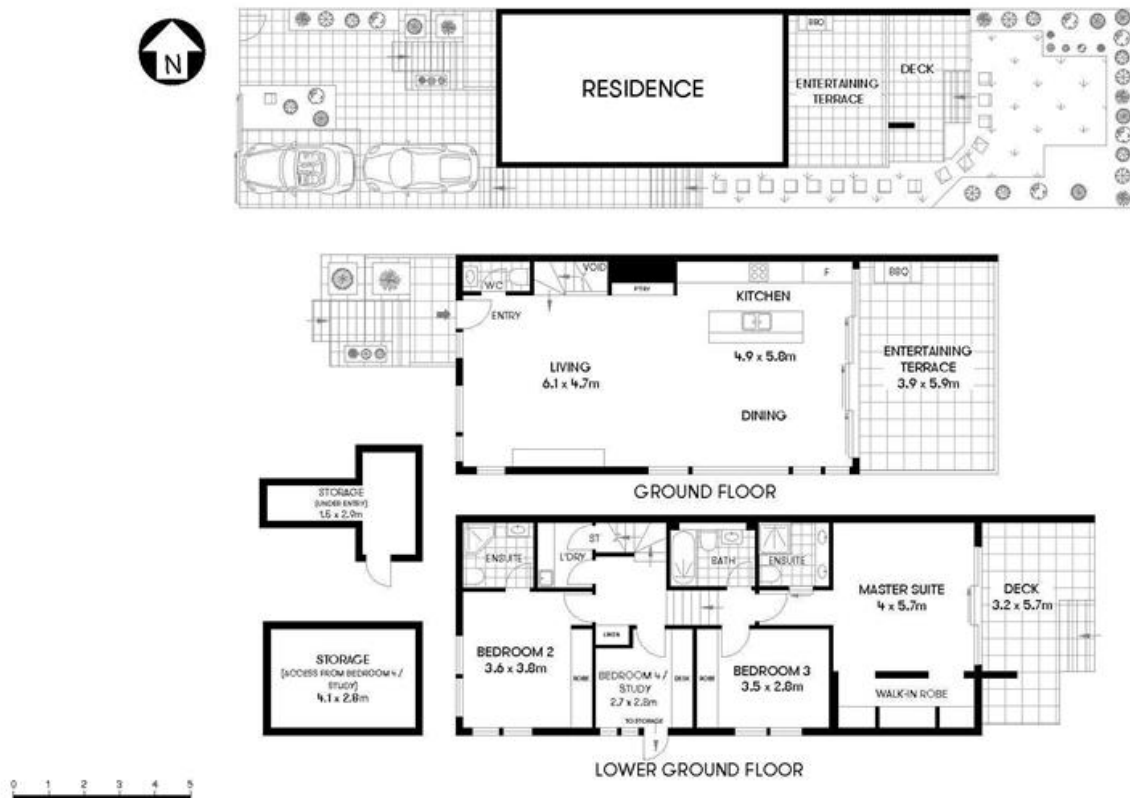 N
RESIDENCE
BBQ
ENTERTAINING
TERRACE
DECK
WC
VOID
PTRY
F
BBQ
ENTRY
KITCHEN
LIVING
6.1 x 4.7m
4.9 x 5.8m
DINING
ENTERTAINING
TERRACE
3.9 x 5.9m
GROUND FLOOR
STORAGE
(UNDER ENTRY)
1.5 x 2.9m
STORAGE
(ACCESS FROM BEDROOM 4 /
STUDY)
4.1 x 2.8m
ENSUITE
L'DRY
ST
BATH
ENSUITE
MASTER SUITE
4 x 5.7m
DECK
3.2 x 5.7m
BEDROOM 2
3.6 x 3.8m
ROBE
LINEN
BEDROOM 4 /
STUDY
2.7 x 2.8m
DESK
TO STORAGE
ROBE
BEDROOM 3
3.5 x 2.8m
WALK-IN ROBE
LOWER GROUND FLOOR
0 1 2 3 4 5